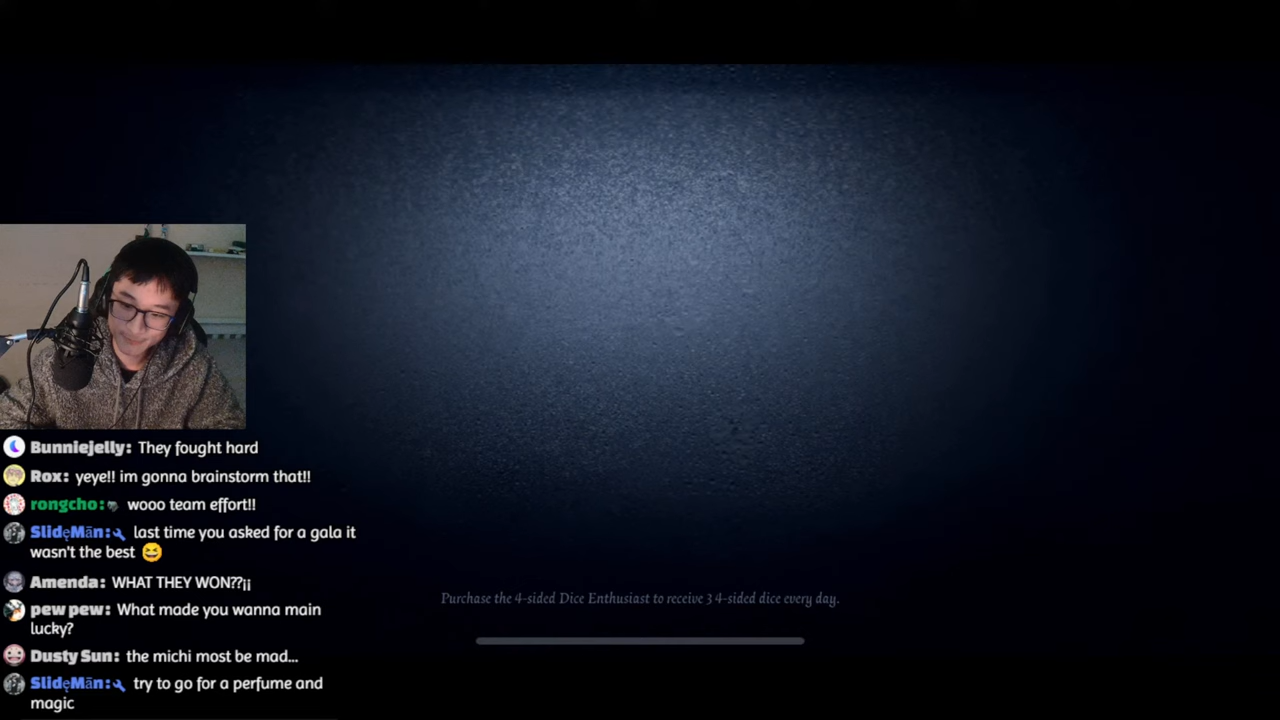 Bunniejelly: They fought hard
Rox: yeye!! im gonna brainstorm that!!
rongcho: wooo team effort!!
SlidẹMān: last time you asked for a gala it
wasn't the best 😆
Amenda: WHAT THEY WON??¡¡
pew pew: What made you wanna main
lucky?
Dusty Sun: the michi most be mad...
SlidẹMān: try to go for a perfume and
magic
Purchase the 4-sided Dice Enthusiast to receive 3 4-sided dice every day.